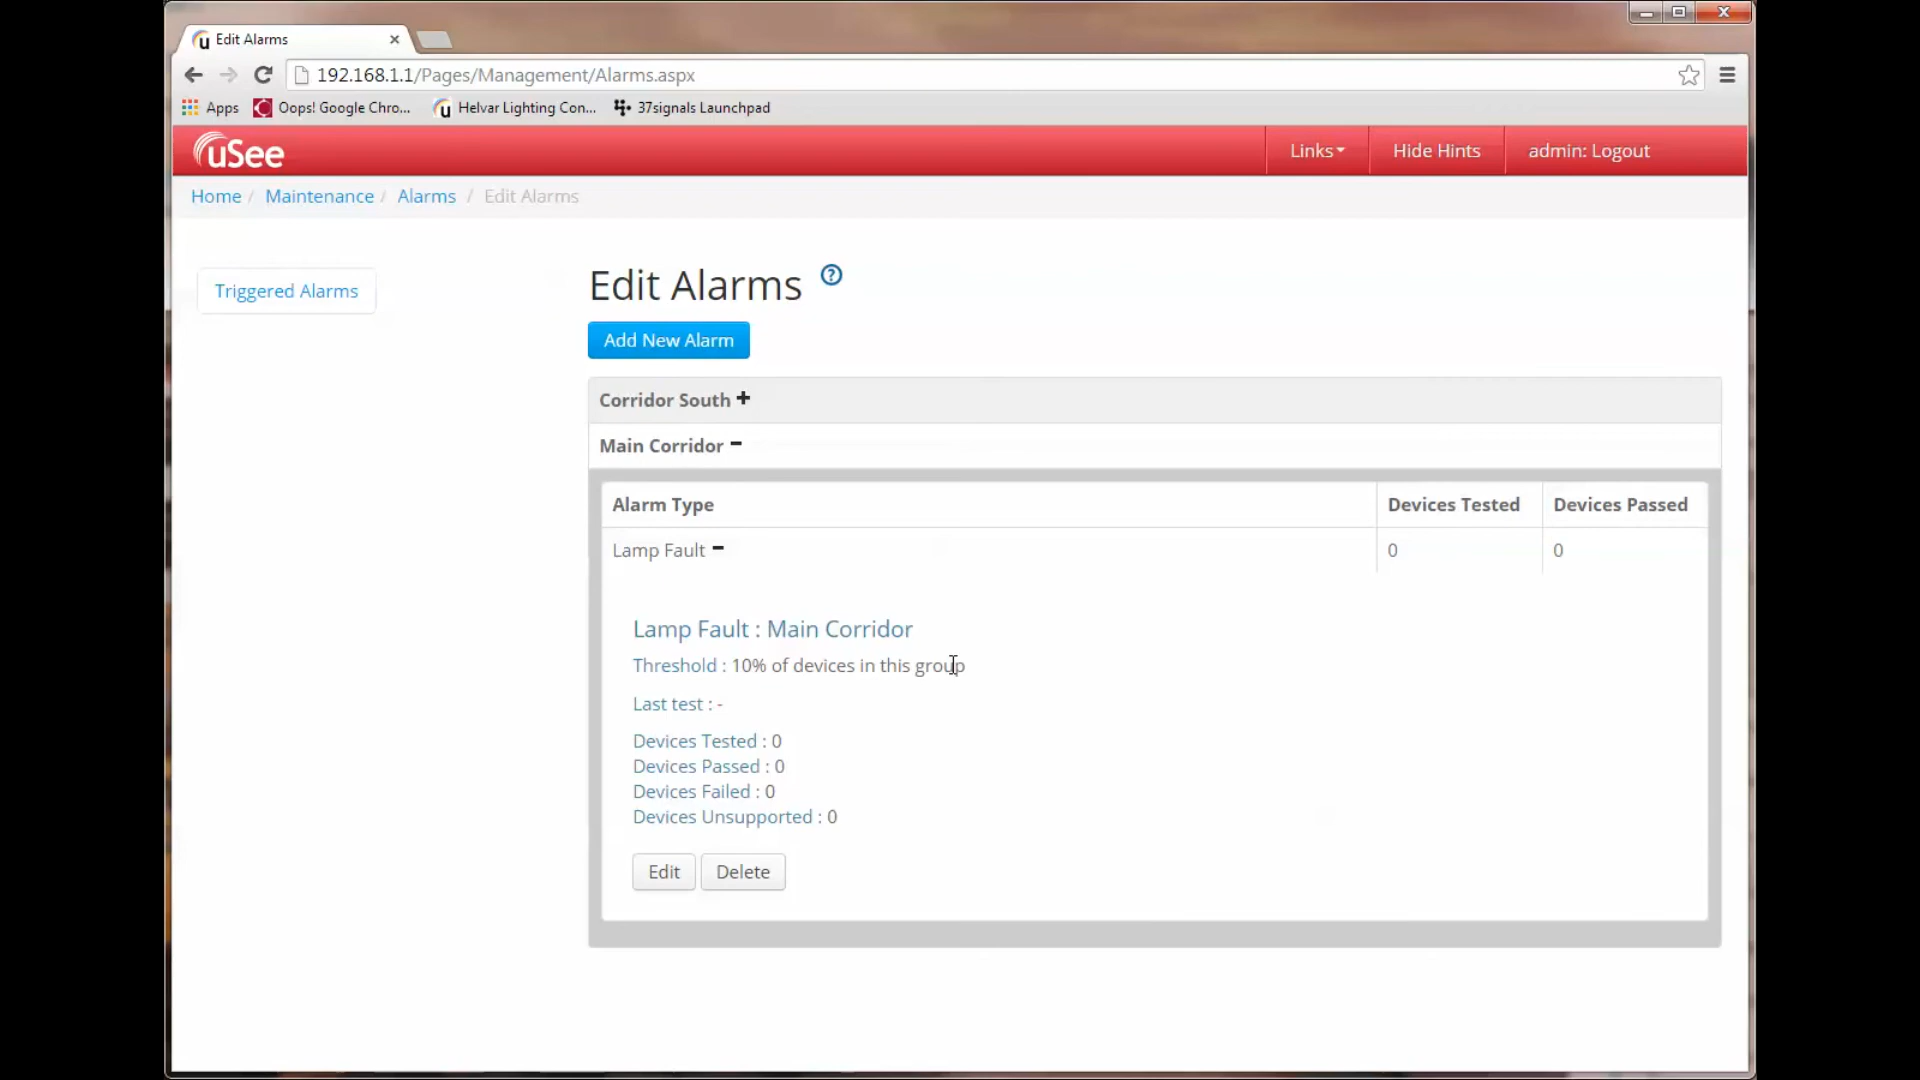 Edit Alarms
192.168.1.1/Pages/Management/Alarms.aspx
Apps Oops! Google Chro... Helvar Lighting Con... 37signals Launchpad
uSee Links Hide Hints admin: Logout
Home / Maintenance / Alarms / Edit Alarms
Triggered Alarms
Edit Alarms ?
Add New Alarm
Corridor South +
Main Corridor -
Alarm Type Devices Tested Devices Passed
Lamp Fault - 0 0
Lamp Fault : Main Corridor
Threshold : 10% of devices in this group
Last test : -
Devices Tested : 0
Devices Passed : 0
Devices Failed : 0
Devices Unsupported : 0
Edit Delete